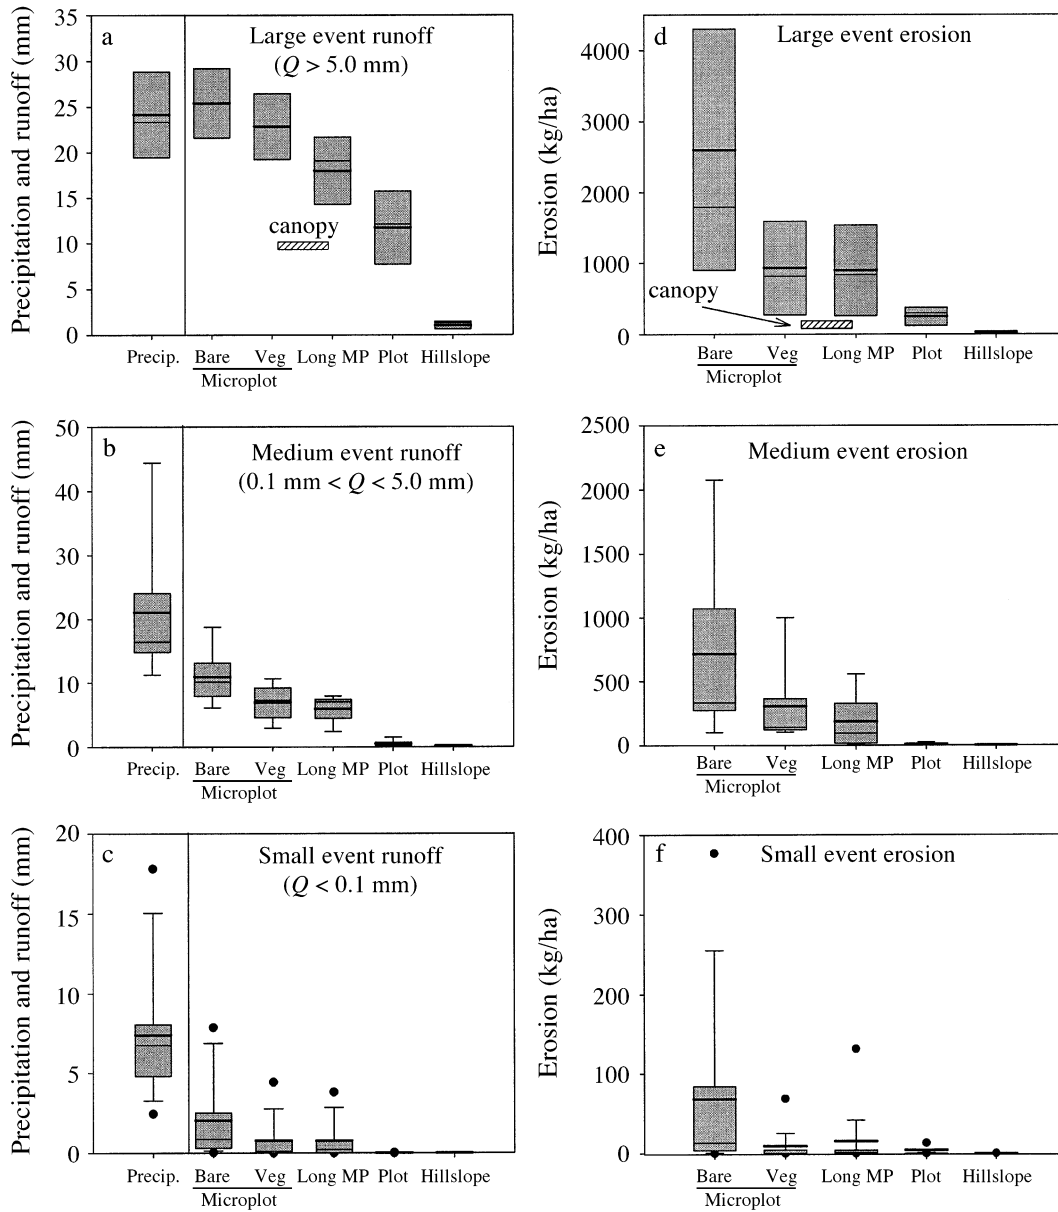 Precipitation and runoff (mm)
35
30
25
20
15
10
5
0
a
Large event runoff
(Q > 5.0 mm)
canopy
Precip.
Bare
Veg
Long MP
Plot
Hillslope
Microplot
Erosion (kg/ha)
4000
3000
2000
1000
0
d
Large event erosion
canopy
Bare
Veg
Long MP
Plot
Hillslope
Microplot
Precipitation and runoff (mm)
50
40
30
20
10
0
b
Medium event runoff
(0.1 mm < Q < 5.0 mm)
Precip.
Bare
Veg
Long MP
Plot
Hillslope
Microplot
Erosion (kg/ha)
2500
2000
1500
1000
500
0
e
Medium event erosion
Bare
Veg
Long MP
Plot
Hillslope
Microplot
Precipitation and runoff (mm)
20
15
10
5
0
c
Small event runoff
(Q < 0.1 mm)
Precip.
Bare
Veg
Long MP
Plot
Hillslope
Microplot
Erosion (kg/ha)
400
300
200
100
0
f
Small event erosion
Bare
Veg
Long MP
Plot
Hillslope
Microplot